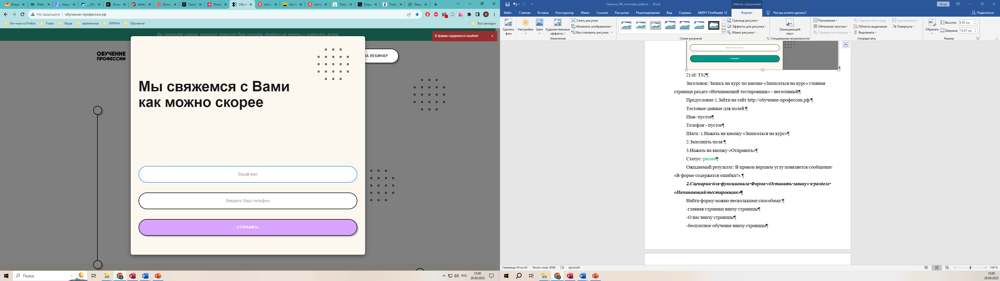 Входя
Webin
Защит
__Обу
Лучш
alread
Больш
Самоу
Филь
Обуче
тест-к
тест-к
тесто
Позит
Виды
Позит
Лекц
Не защищено
обучение-профессии.рф
Им-ные из Firefox
Forex
Леша
временное
ИРИНА
Обучение
Все закладки
Вы получите знания, которые помогут Вам освоить профессию мечты и изменить жизнь
В форме содержатся ошибки!
ОБУЧЕНИЕ
ПРОФЕССИИ
НА ВЕБИНАР
Мы свяжемся с Вами
как можно скорее
Ваше имя
Введите Ваш телефон
ОТПРАВИТЬ
Поиск
РУС
15:00
29.09.2023
Панина_ИА_итоговая_работа - Word
Работа с рисунками
Вход
Файл
Главная
Вставка
Конструктор
Макет
Ссылки
Рассылки
Рецензирование
Вид
Справка
ABBYY FineReader 12
Формат
Что вы хотите сделать?
Поделиться
Удалить фон
Настройки
Цвет
Художественные эффекты
Сжать рисунки
Изменить изображение
Восстановить рисунок
Изменение
Стили рисунков
Граница рисунка
Эффекты для рисунка
Макет рисунка
Замещающий текст
Специальные возможности
Положение
Обтекание текстом
Переместить вперед
Переместить назад
Область выделения
Выровнять
Группировать
Повернуть
Упорядочить
Обрезать
Высота: 9,39 см
Ширина: 15,47 см
Размер
Введите Ваш телефон
ОТПРАВИТЬ
2)·id:·TS2¶
Заголовок:·Запись·на·курс·по·кнопке·«Записаться·на·курс»·главная·
страница·раздел·«Начинающий·тестировщик»·-·негативный¶
Предусловие:1.Зайти·на·сайт·http://обучение-профессии.рф/¶
Тестовые·данные·для·полей:¶
Имя-·пустое¶
Телефон·-·пустое¶
Шаги:·1.Нажать·на·кнопку·«Записаться·на·курс»¶
2.Заполнить·поля·¶
3.Нажать·на·кнопку·«Отправить»¶
Статус:·passed¶
Ожидаемый·результат:·В·правом·верхнем·углу·появляется·сообщение·
«В·форме·содержатся·ошибки!».¶
2.Сценарии·для·функционала·Форма·«Оставить·заявку»·в·разделе·
«Начинающий·тестировщик»¶
Найти·форму·можно·несколькими·способами:¶
-главная·страница·внизу·страницы¶
-О·нас·внизу·страницы¶
-бесплатное·обучение·внизу·страницы¶
Страница 59 из 65
Число слов: 9096
русский
100 %
15:00
29.09.2023